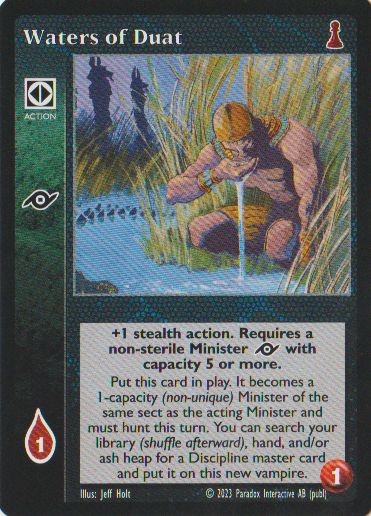 Waters of Duat
ACTION
+1 stealth action. Requires a
non-sterile Minister with
capacity 5 or more.
Put this card in play. It becomes a
1-capacity (non-unique) Minister of the
same sect as the acting Minister and
must hunt this turn. You can search your
library (shuffle afterward), hand, and/or
ash heap for a Discipline master card
and put it on this new vampire.
1
1
Illus: Jeff Holt © 2023 Paradox Interactive AB (publ)